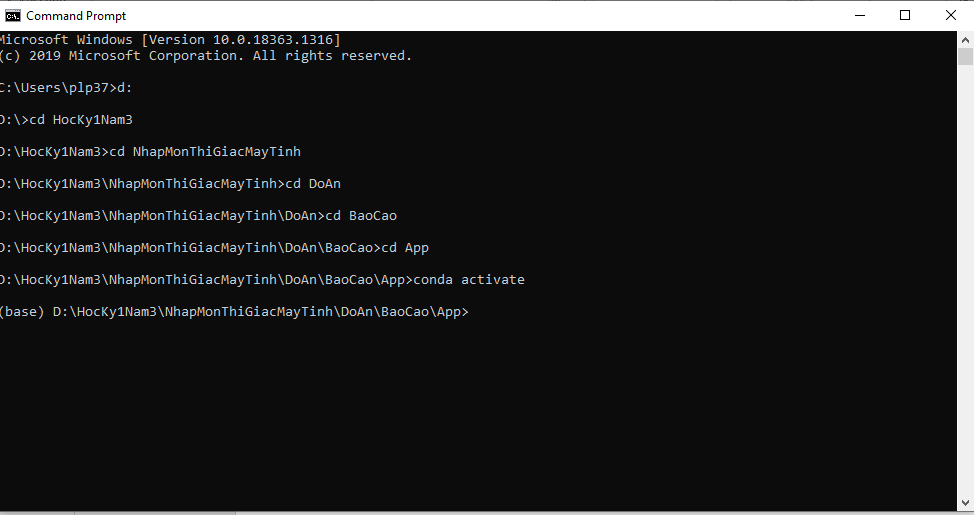 Command Prompt
Microsoft Windows [Version 10.0.18363.1316]
(c) 2019 Microsoft Corporation. All rights reserved.
C:\Users\plp37>d:
D:\>cd HocKy1Nam3
D:\HocKy1Nam3>cd NhapMonThiGiacMayTinh
D:\HocKy1Nam3\NhapMonThiGiacMayTinh>cd DoAn
D:\HocKy1Nam3\NhapMonThiGiacMayTinh\DoAn>cd BaoCao
D:\HocKy1Nam3\NhapMonThiGiacMayTinh\DoAn\BaoCao>cd App
D:\HocKy1Nam3\NhapMonThiGiacMayTinh\DoAn\BaoCao\App>conda activate
(base) D:\HocKy1Nam3\NhapMonThiGiacMayTinh\DoAn\BaoCao\App>